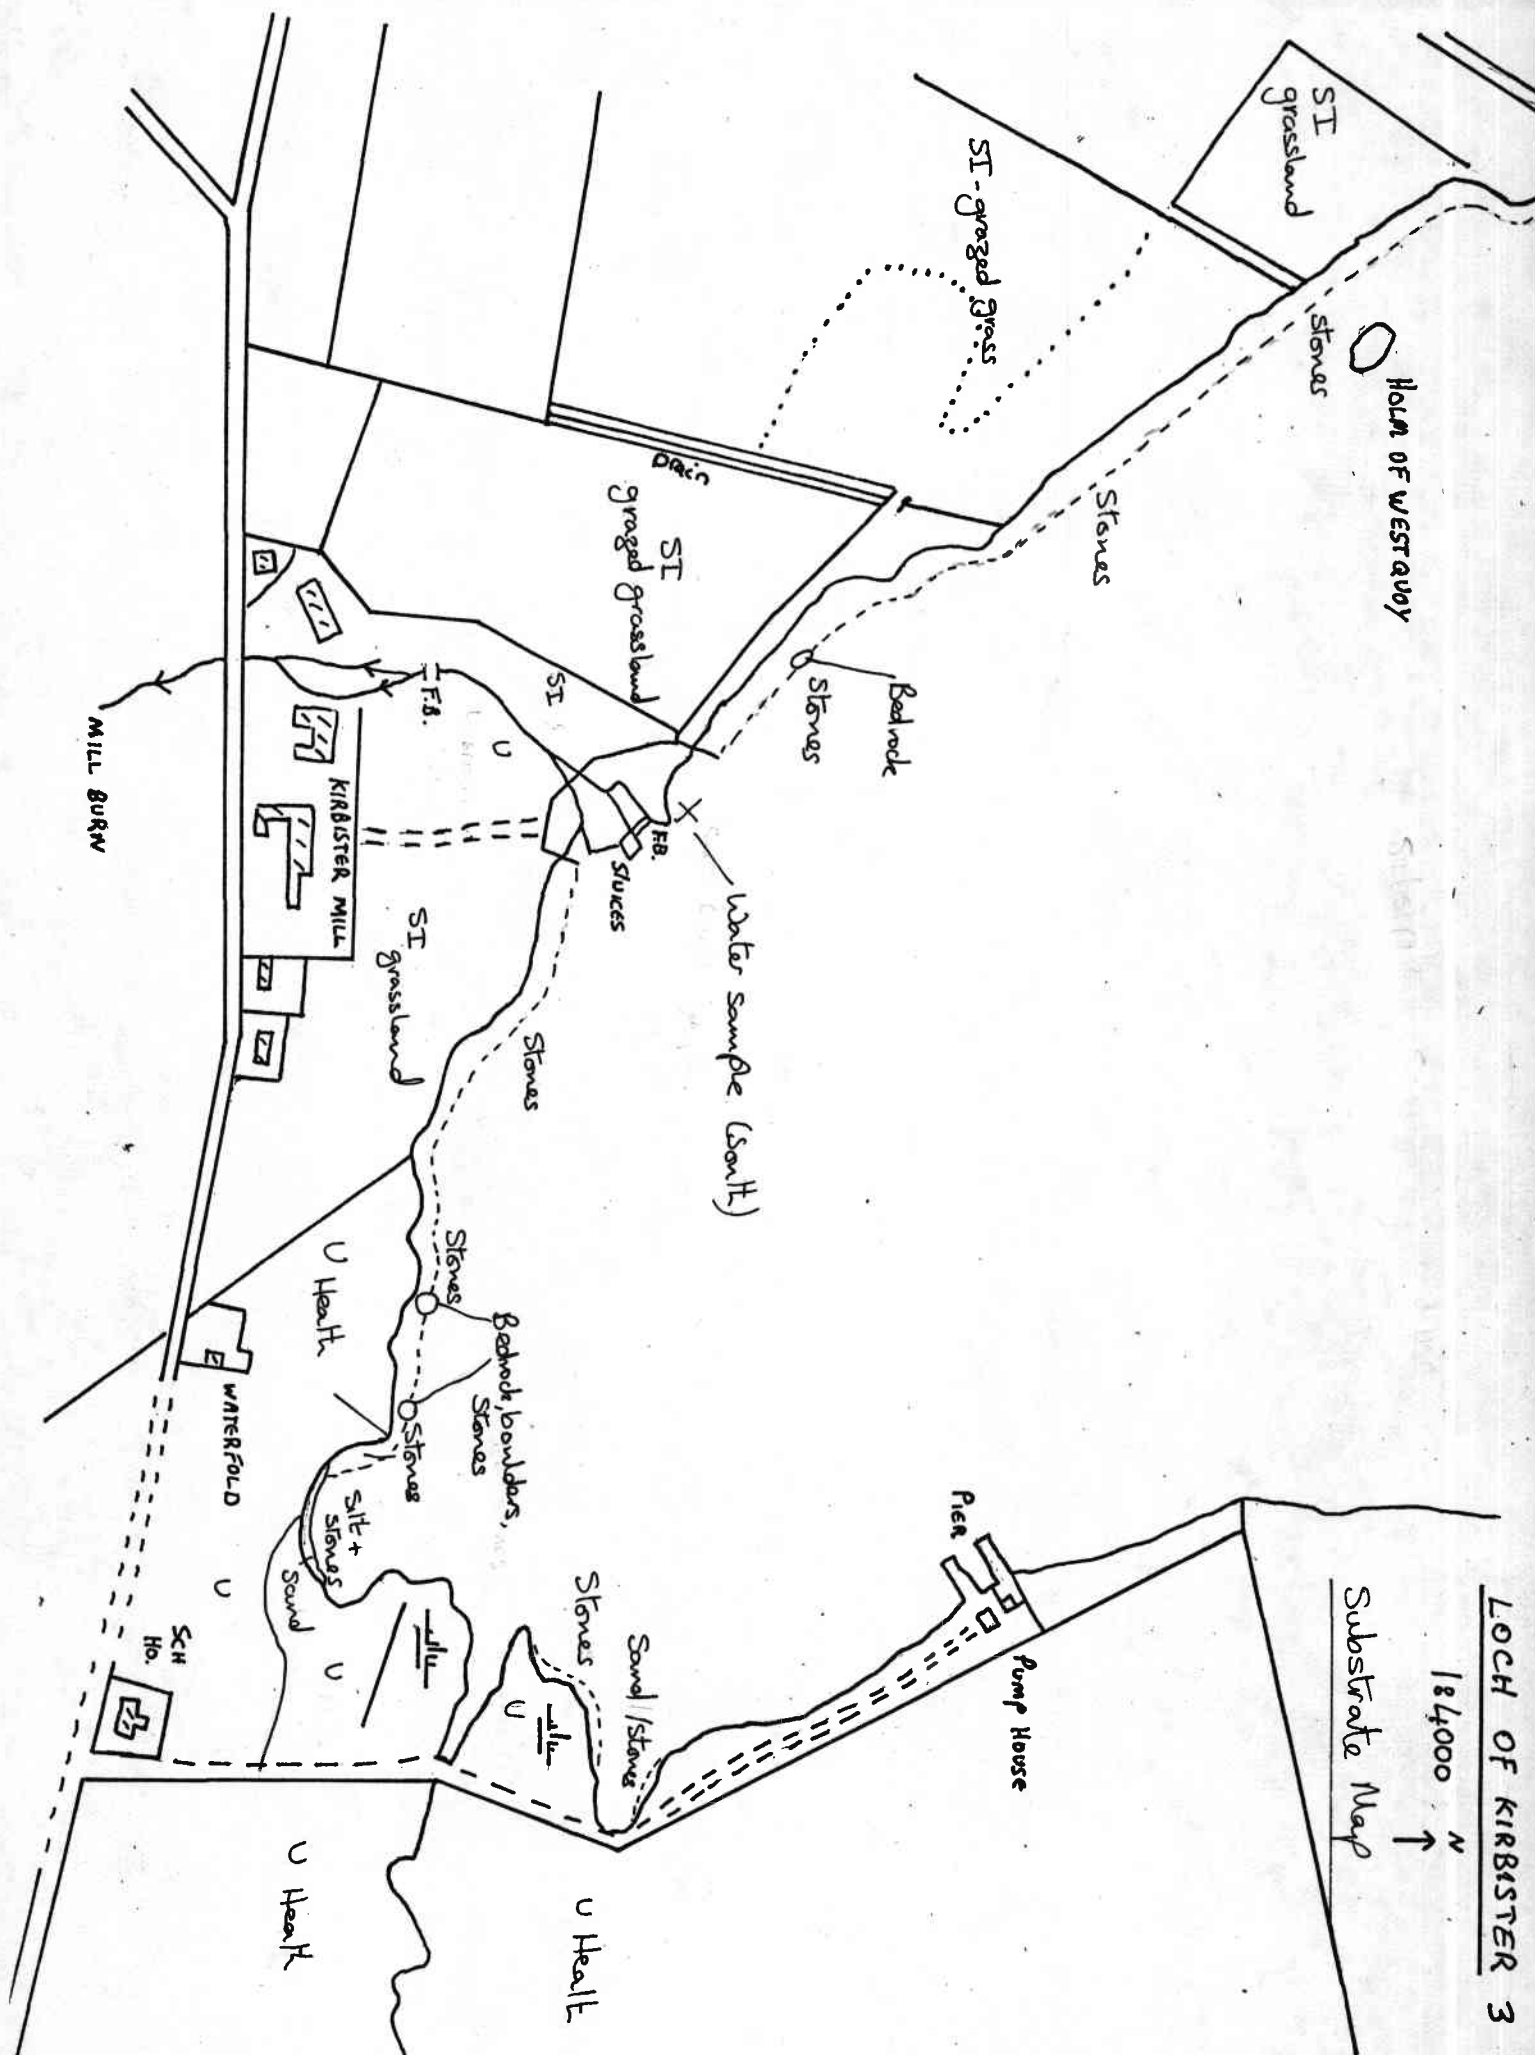 LOCH OF KIRBISTER 3
1:4000 N
Substrate Map
SI
grassland
HOLM OF WESTQUOY
Stones
SI-grazed grass
Stones
Drain
SI
grazed grassland
Bedrock
Stones
SI
U
F.B.
F.B.
SLUICES
Water Sample (South)
MILL BURN
KIRBISTER MILL
SI
grassland
Stones
Stones
Bedrock, boulders,
Stones
Stones
U Heath
WATERFOLD
Silt +
Stones
Sand
U
U
SCH
HO.
PIER
Pump House
Stones
Sand/stones
U
U Heath
U Heath